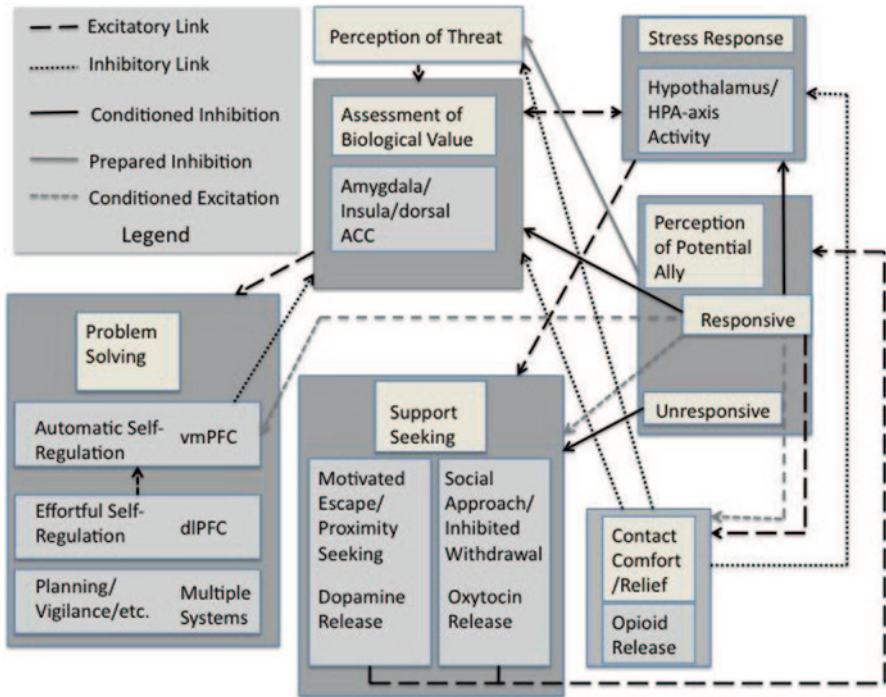 Excitatory Link
Inhibitory Link
Conditioned Inhibition
Prepared Inhibition
Conditioned Excitation
Legend
Perception of Threat
Assessment of
Biological Value
Amygdala/
Insula/dorsal
ACC
Stress Response
Hypothalamus/
HPA-axis
Activity
Perception
of Potential
Ally
Responsive
Unresponsive
Problem
Solving
Automatic Self-
Regulation vmPFC
Effortful Self-
Regulation dlPFC
Planning/
Vigilance/etc. Multiple
Systems
Support
Seeking
Motivated
Escape/
Proximity
Seeking
Dopamine
Release
Social
Approach/
Inhibited
Withdrawal
Oxytocin
Release
Contact
Comfort
/Relief
Opioid
Release